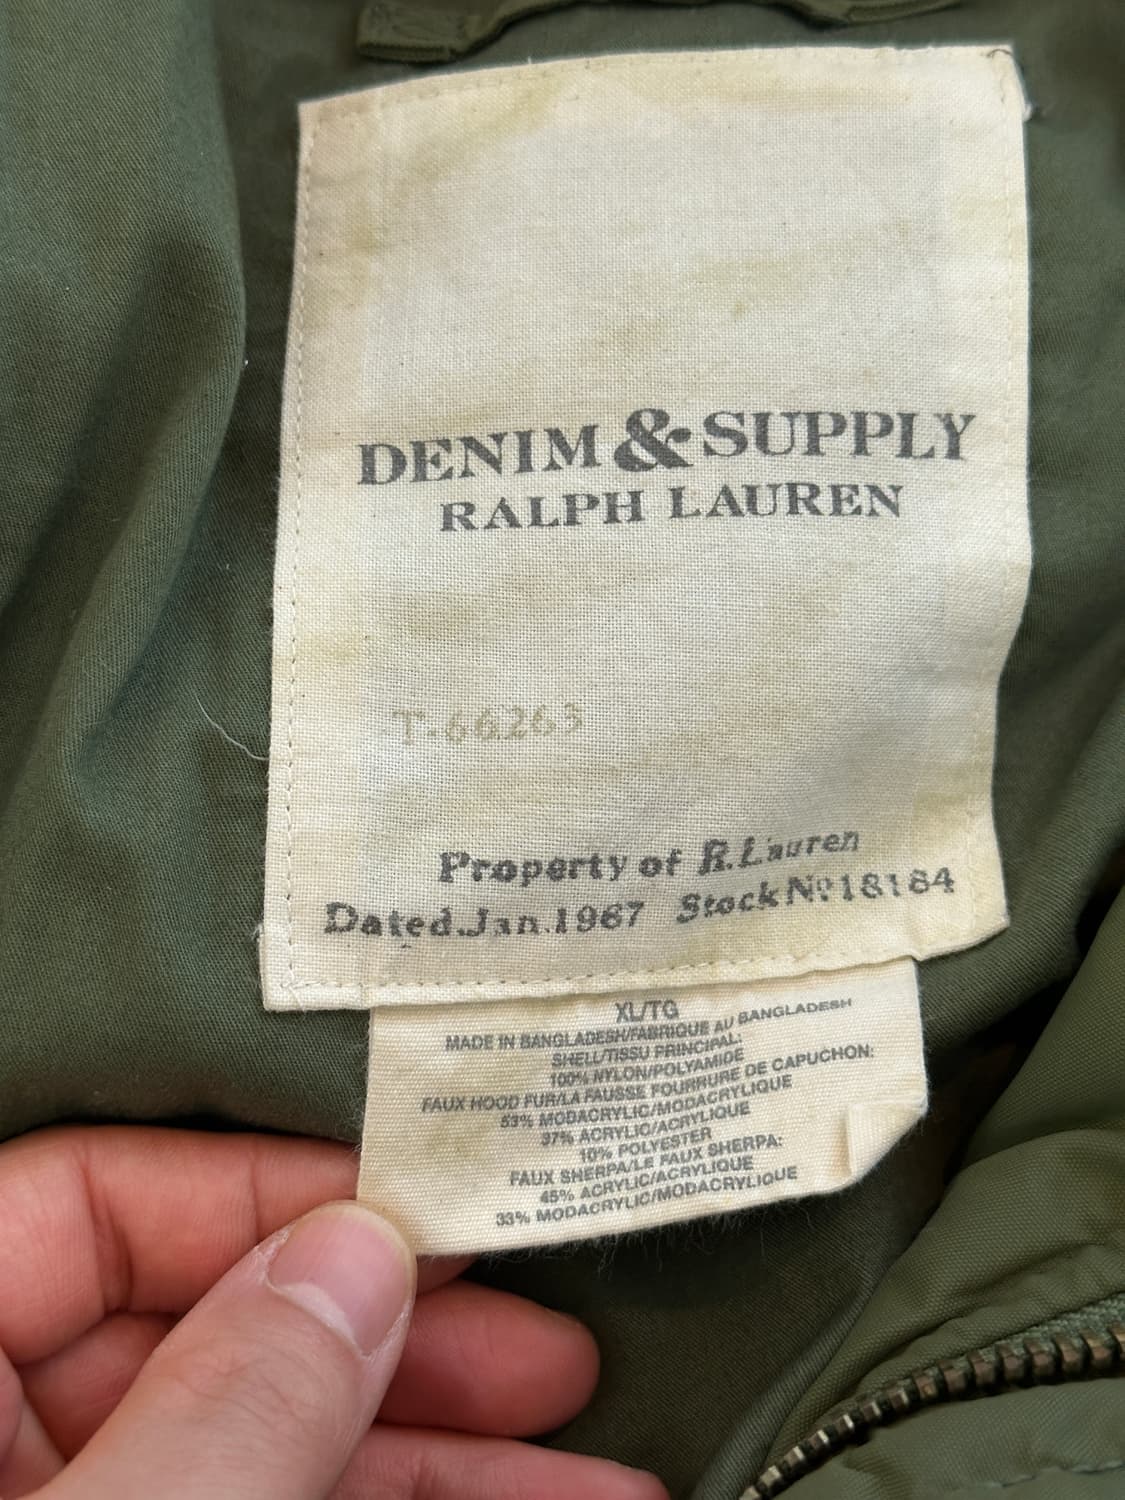 DENIM & SUPPLY
RALPH LAUREN
T.66263
Property of R.Lauren
Dated.Jan.1967 Stock Nº18184
XL/TG
MADE IN BANGLADESH/FABRIQUE AU BANGLADESH
SHELL/TISSU PRINCIPAL:
100% NYLON/POLYAMIDE
FAUX HOOD FUR/LA FAUSSE FOURRURE DE CAPUCHON:
53% MODACRYLIC/MODACRYLIQUE
37% ACRYLIC/ACRYLIQUE
10% POLYESTER
FAUX SHERPA/LE FAUX SHERPA:
45% ACRYLIC/ACRYLIQUE
33% MODACRYLIC/MODACRYLIQUE